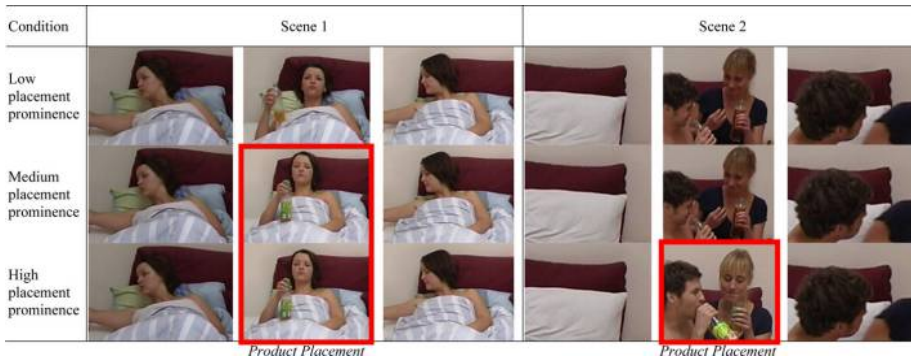 Condition
Scene 1
Scene 2
Low
placement
prominence
Medium
placement
prominence
High
placement
prominence
Product Placement
Product Placement